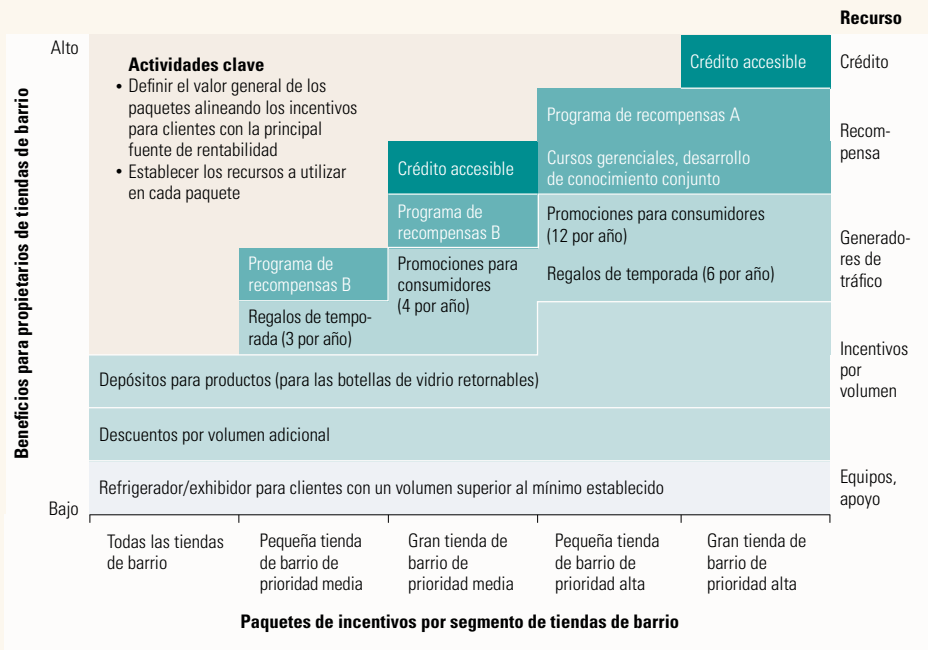 Recurso
Alto
Actividades clave
• Definir el valor general de los
paquetes alineando los incentivos
para clientes con la principal
fuente de rentabilidad
• Establecer los recursos a utilizar
en cada paquete
Crédito accesible
Crédito
Programa de recompensas A
Cursos gerenciales, desarrollo
de conocimiento conjunto
Recom-
pensa
Crédito accesible
Programa de
recompensas B
Promociones para consumidores
(12 por año)
Regalos de temporada (6 por año)
Generado-
res de
tráfico
Programa de
recompensas B
Promociones para
consumidores
(4 por año)
Regalos de tempo-
rada (3 por año)
Incentivos
por
volumen
Depósitos para productos (para las botellas de vidrio retornables)
Descuentos por volumen adicional
Refrigerador/exhibidor para clientes con un volumen superior al mínimo establecido
Equipos,
apoyo
Bajo
Beneficios para propietarios de tiendas de barrio
Todas las tiendas
de barrio
Pequeña tienda
de barrio de
prioridad media
Gran tienda de
barrio de
prioridad media
Pequeña tienda
de barrio de
prioridad alta
Gran tienda de
barrio de
prioridad alta
Paquetes de incentivos por segmento de tiendas de barrio